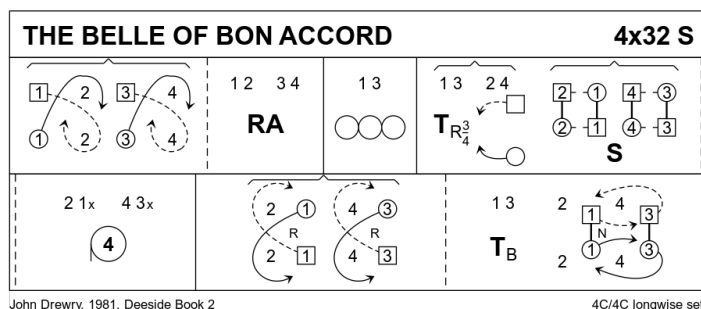 THE BELLE OF BON ACCORD 4x32 S
1 2 3 4 1 2 3 4 1 3 1 3 2 4 2 1 4 3
1 2 3 4 RA T R 3/4 2 1 4 3
S
2 1x 4 3x 2 1 4 3 1 3 2 4
4 R R T B 1 3
2 1 4 3 N
1 3
2 4
John Drewry, 1981, Deeside Book 2 4C/4C longwise set